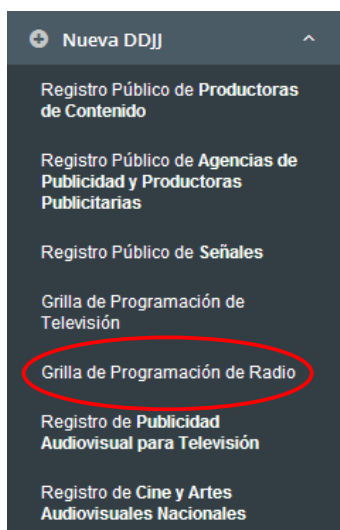 Nueva DDJJ
Registro Público de Productoras
de Contenido
Registro Público de Agencias de
Publicidad y Productoras
Publicitarias
Registro Público de Señales
Grilla de Programación de
Televisión
Grilla de Programación de Radio
Registro de Publicidad
Audiovisual para Televisión
Registro de Cine y Artes
Audiovisuales Nacionales